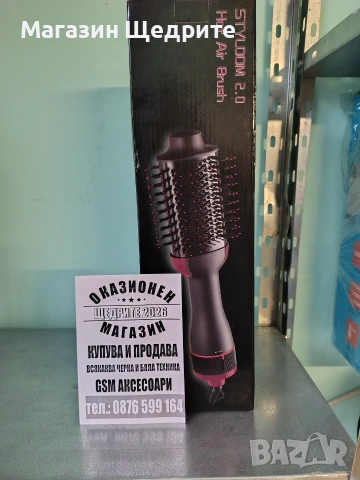 Магазин Щедрите
STYLOOM 2.0
Hot Air Brush
ОКАЗИОНЕН
ЩЕДРИТЕ 2026
МАГАЗИН
КУПУВА И ПРОДАВА
ВСЯКАКВА ЧЕРНА И БЯЛА ТЕХНИКА
GSM АКСЕСОАРИ
тел.: 0876 599 164
BAZAR
bg